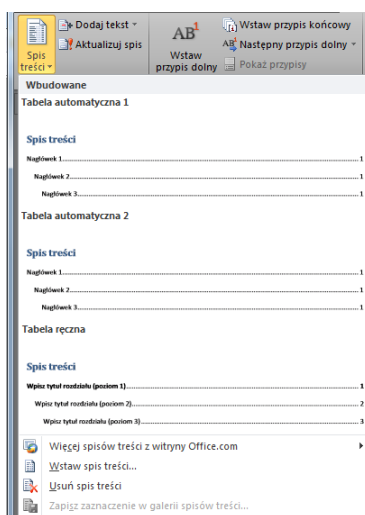 Dodaj tekst
Aktualizuj spis
Spis
treści
AB1
Wstaw
przypis dolny
Wstaw przypis końcowy
Następny przypis dolny
Pokaż przypisy
Wbudowane
Tabela automatyczna 1
Spis treści
Nagłówek 1....1
Nagłówek 2....1
Nagłówek 3....1
Tabela automatyczna 2
Spis treści
Nagłówek 1....1
Nagłówek 2....1
Nagłówek 3....1
Tabela ręczna
Spis treści
Wpisz tytuł rozdziału (poziom 1)....1
Wpisz tytuł rozdziału (poziom 2)....2
Wpisz tytuł rozdziału (poziom 3)....3
Więcej spisów treści z witryny Office.com
Wstaw spis treści...
Usuń spis treści
Zapisz zaznaczenie w galerii spisów treści...